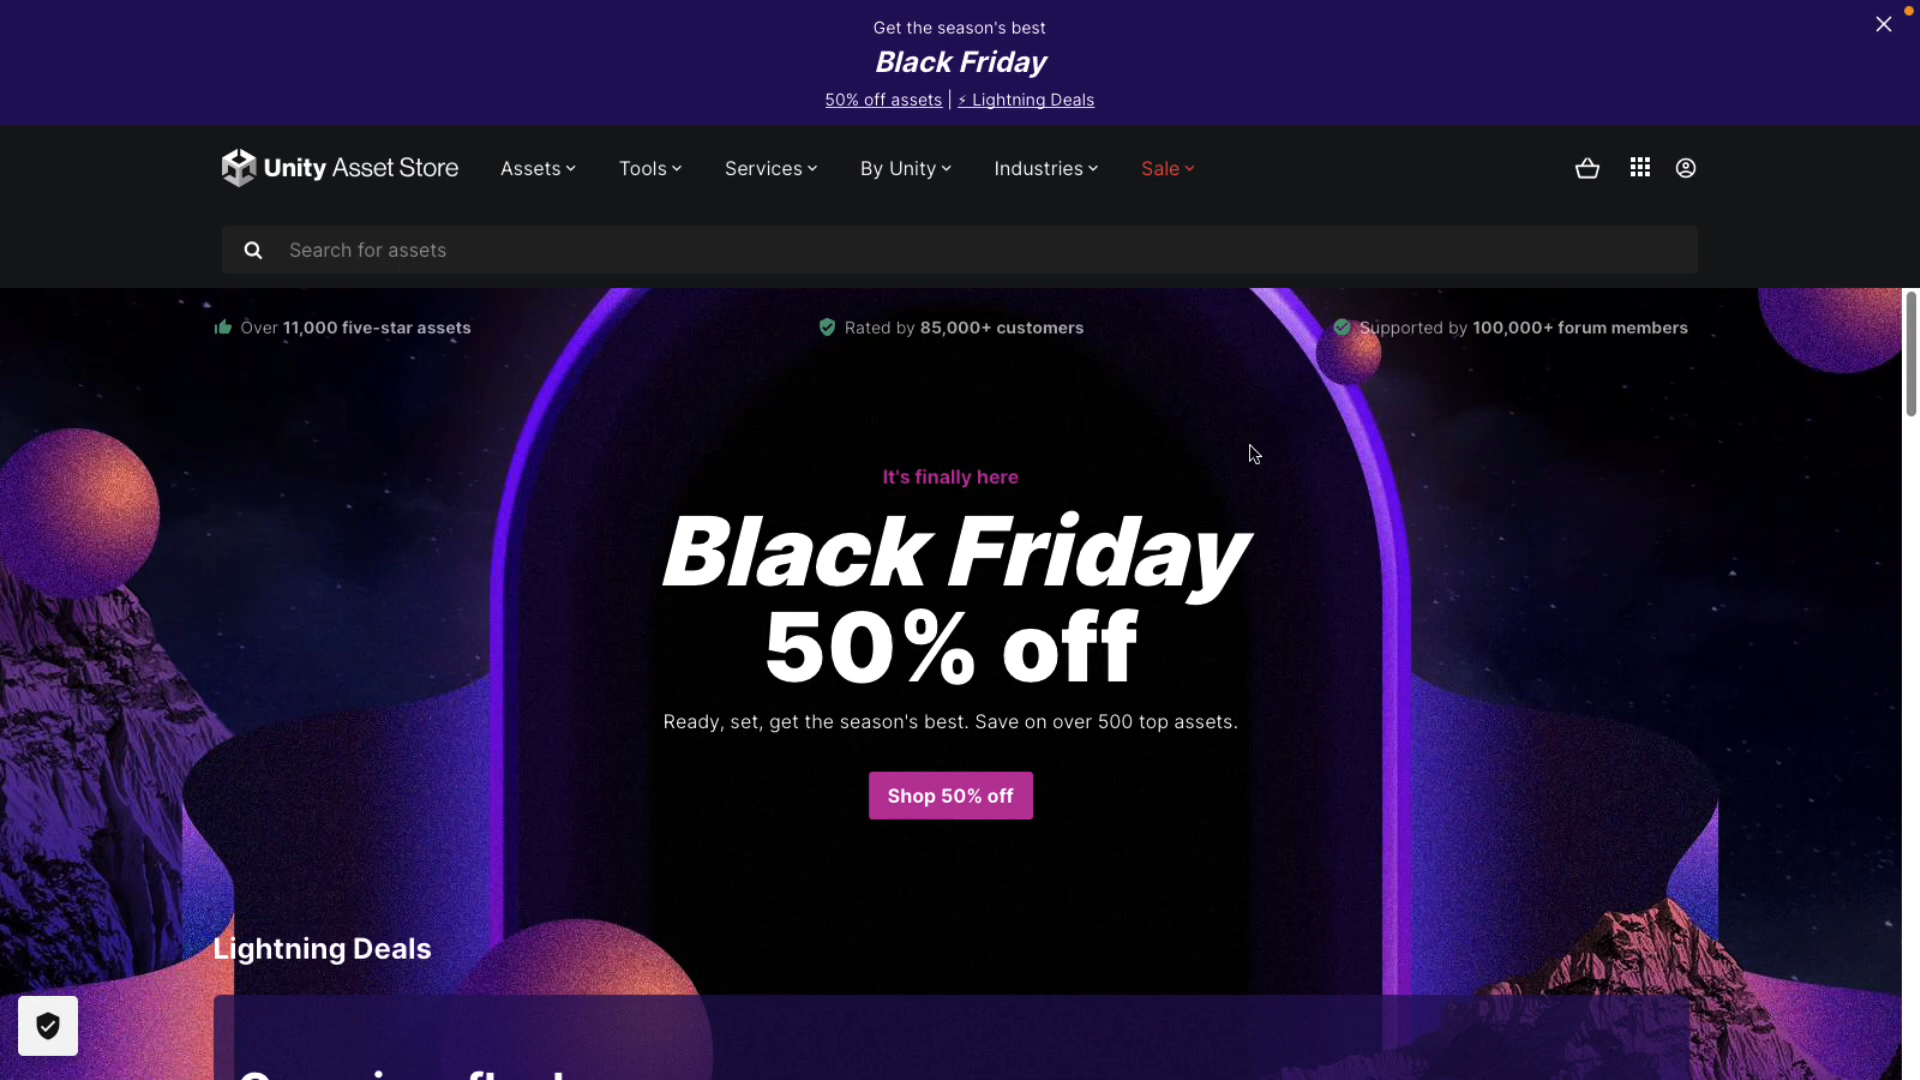 Get the season's best
Black Friday
50% off assets | ⚡ Lightning Deals
Unity Asset Store
Assets
Tools
Services
By Unity
Industries
Sale
Search for assets
Over 11,000 five-star assets
Rated by 85,000+ customers
Supported by 100,000+ forum members
It's finally here
Black Friday
50% off
Ready, set, get the season's best. Save on over 500 top assets.
Shop 50% off
Lightning Deals